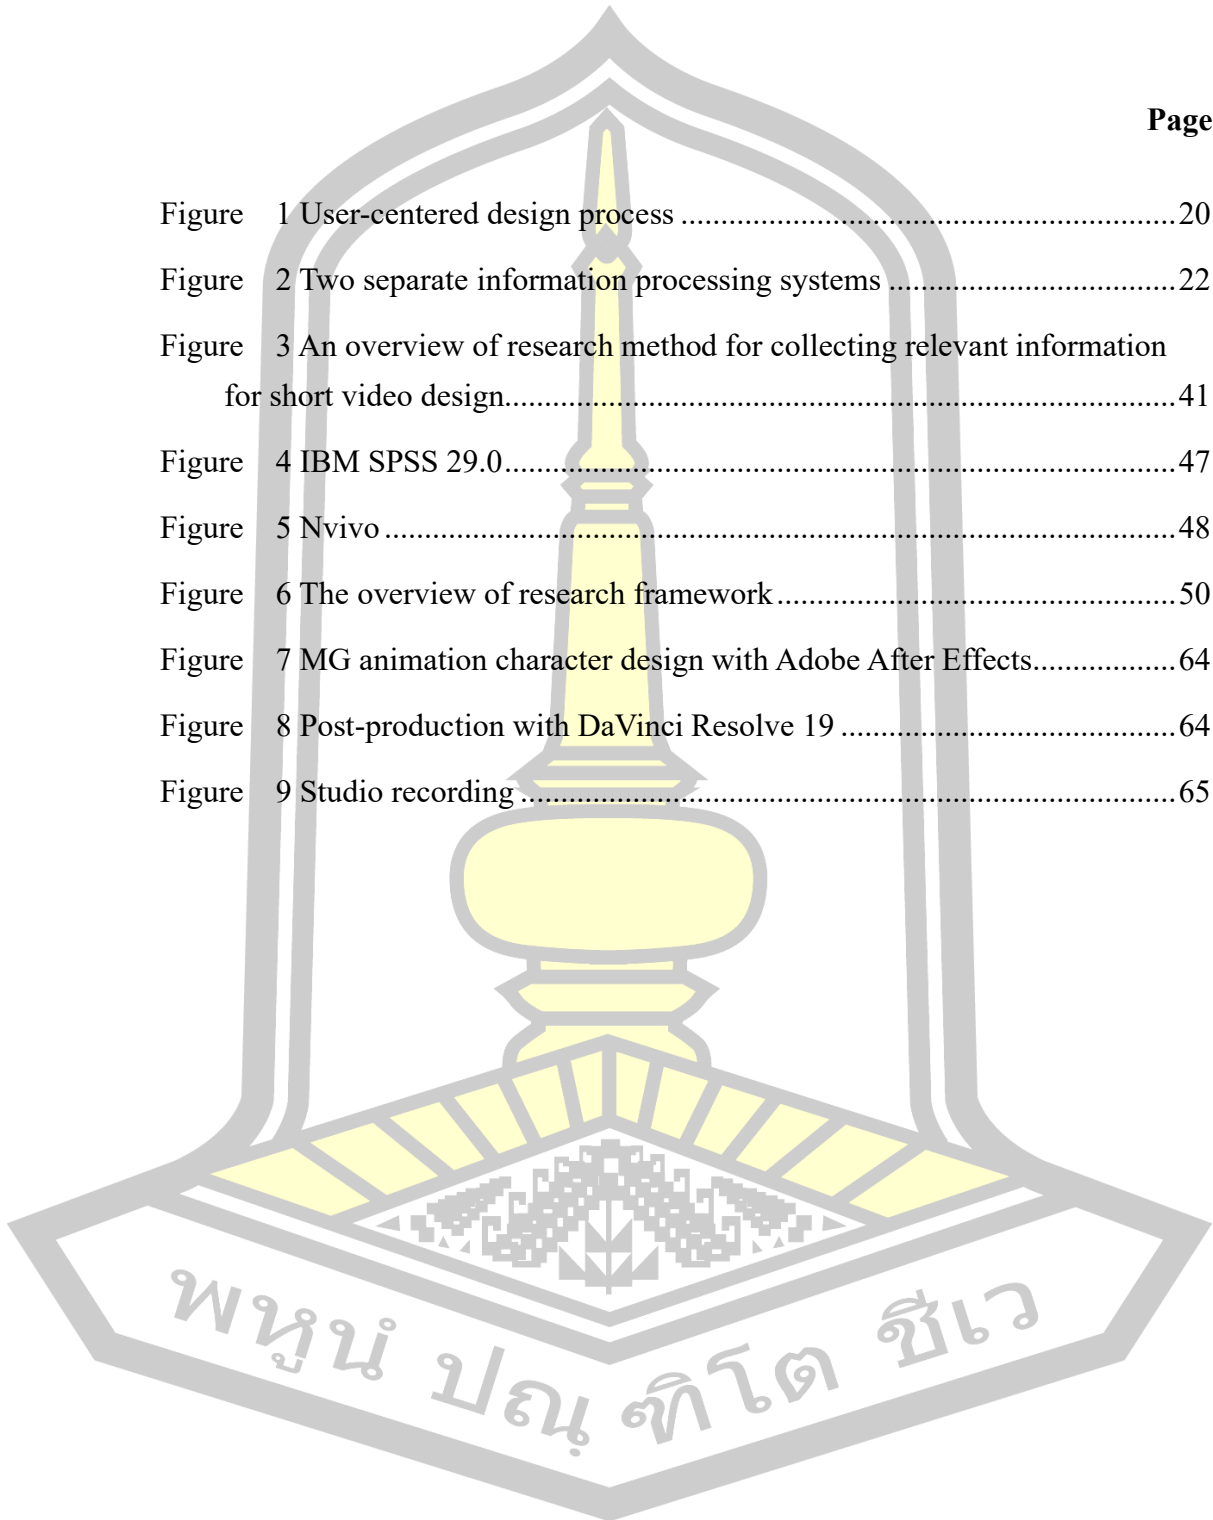 Page
Figure 1 User-centered design process ............................................................ 20
Figure 2 Two separate information processing systems ................................... 22
Figure 3 An overview of research method for collecting relevant information
for short video design................................................................................... 41
Figure 4 IBM SPSS 29.0................................................................................. 47
Figure 5 Nvivo ................................................................................................ 48
Figure 6 The overview of research framework ................................................. 50
Figure 7 MG animation character design with Adobe After Effects.................. 64
Figure 8 Post-production with DaVinci Resolve 19 ......................................... 64
Figure 9 Studio recording ................................................................................ 65
พหูนํ ปณฺฑิโต ชีเว